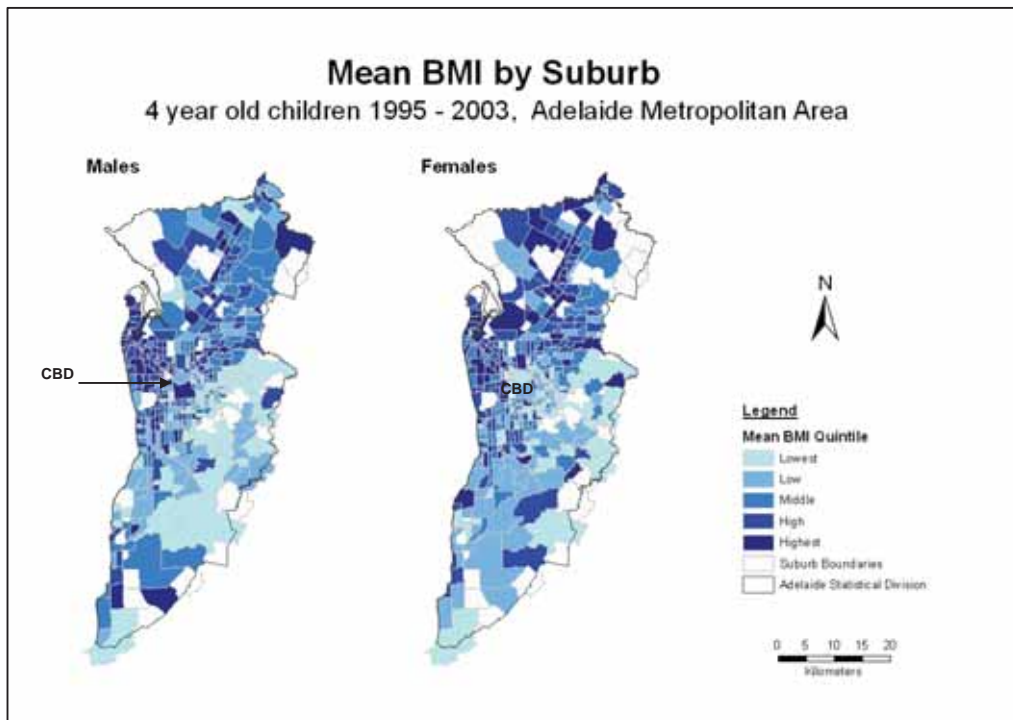 Mean BMI by Suburb
4 year old children 1995 - 2003, Adelaide Metropolitan Area
Males
Females
N
CBD
CBD
Legend
Mean BMI Quintile
Lowest
Low
Middle
High
Highest
Suburb Boundaries
Adelaide Statistical Division
0 5 10 15 20
Kilometers